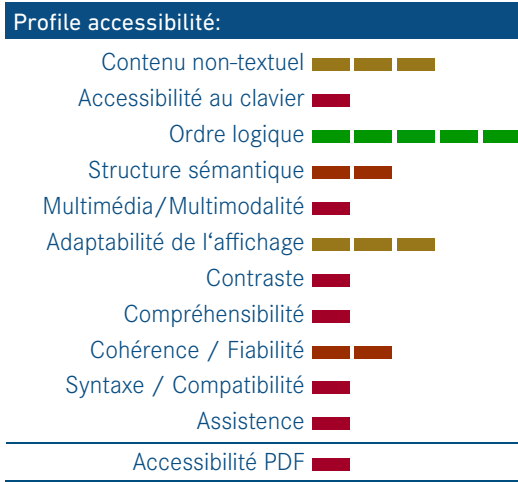 Profile accessibilité:
Contenu non-textuel
Accessibilité au clavier
Ordre logique
Structure sémantique
Multimédia/Multimodalité
Adaptabilité de l‘affichage
Contraste
Compréhensibilité
Cohérence / Fiabilité
Syntaxe / Compatibilité
Assistence
Accessibilité PDF